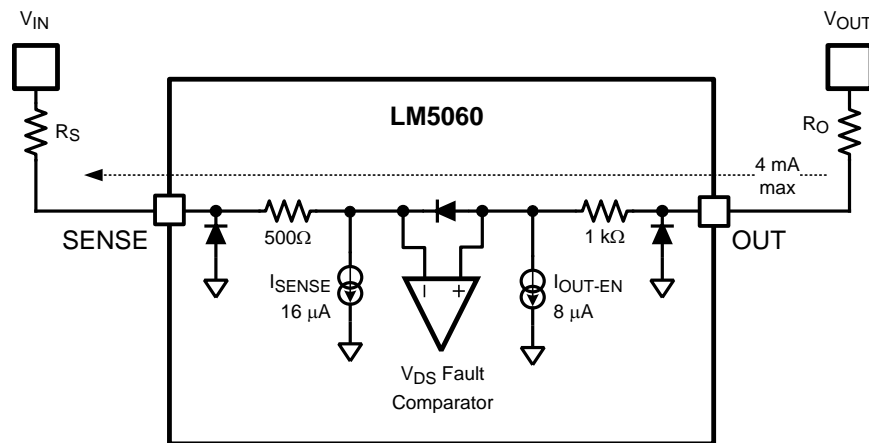 VIN
VOUT
LM5060
RS
RO
4 mA
max
SENSE
500Ω
1 kΩ
OUT
ISENSE
16 μA
− +
IOUT-EN
8 μA
VDS Fault
Comparator